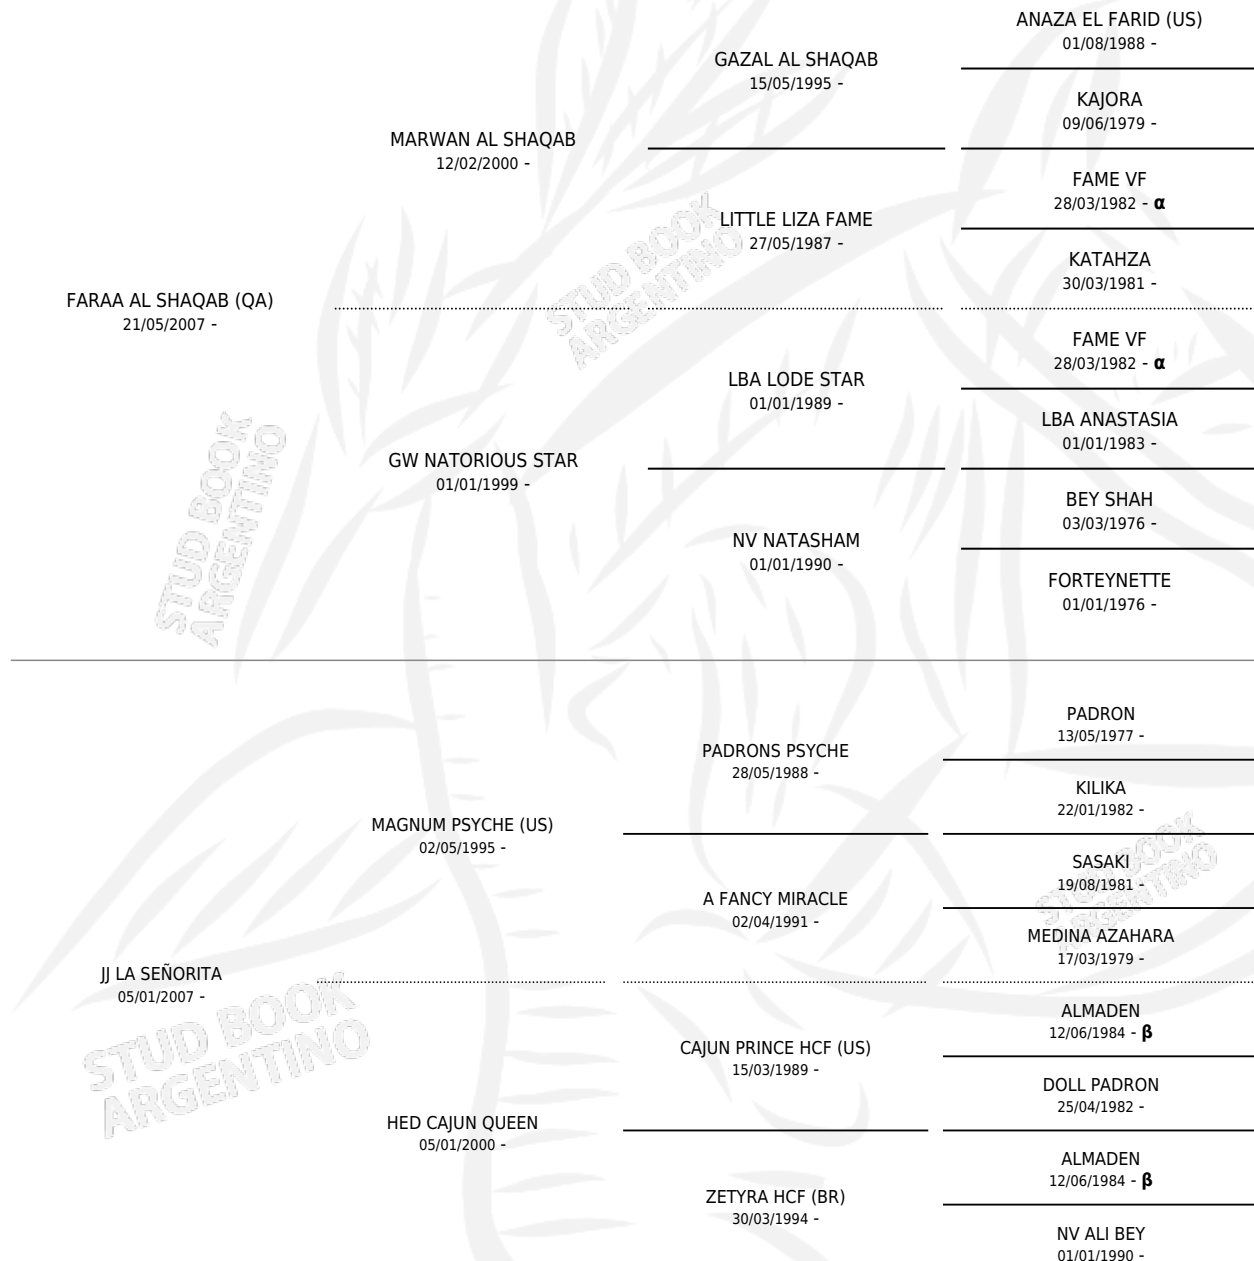 ANAZA EL FARID (US)
01/08/1988 -
GAZAL AL SHAQAB
15/05/1995 -
KAJORA
09/06/1979 -
MARWAN AL SHAQAB
12/02/2000 -
FAME VF
28/03/1982 - α
LITTLE LIZA FAME
27/05/1987 -
KATAHZA
30/03/1981 -
STUD BOOK
ARGENTINO
FARAA AL SHAQAB (QA)
21/05/2007 -
FAME VF
28/03/1982 - α
LBA LODE STAR
01/01/1989 -
LBA ANASTASIA
01/01/1983 -
GW NATORIOUS STAR
01/01/1999 -
BEY SHAH
03/03/1976 -
NV NATASHAM
01/01/1990 -
FORTEYNETTE
01/01/1976 -
STUD BOOK
ARGENTINO
PADRON
13/05/1977 -
PADRONS PSYCHE
28/05/1988 -
KILIKA
22/01/1982 -
MAGNUM PSYCHE (US)
02/05/1995 -
SASAKI
19/08/1981 -
A FANCY MIRACLE
02/04/1991 -
MEDINA AZAHARA
17/03/1979 -
STUD BOOK
ARGENTINO
JJ LA SEÑORITA
05/01/2007 -
ALMADEN
12/06/1984 - β
CAJUN PRINCE HCF (US)
15/03/1989 -
DOLL PADRON
25/04/1982 -
HED CAJUN QUEEN
05/01/2000 -
ALMADEN
12/06/1984 - β
ZETYRA HCF (BR)
30/03/1994 -
NV ALI BEY
01/01/1990 -
STUD BOOK
ARGENTINO